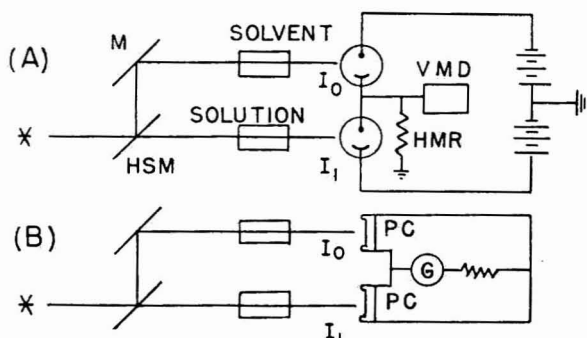 (A)
M
SOLVENT
I₀
VMD
SOLUTION
HSM
I₁
HMR
(B)
I₀
PC
G
PC
I₁